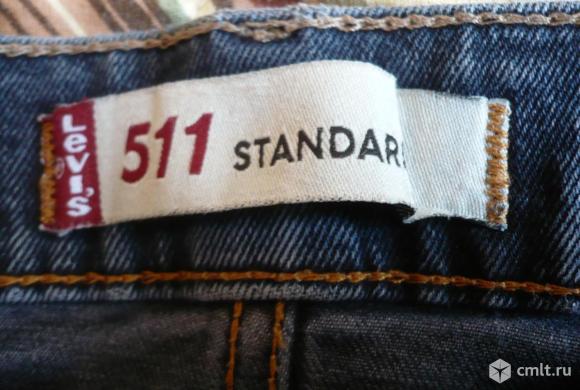 LEVI'S
®
511 STANDAR
cmlt.ru